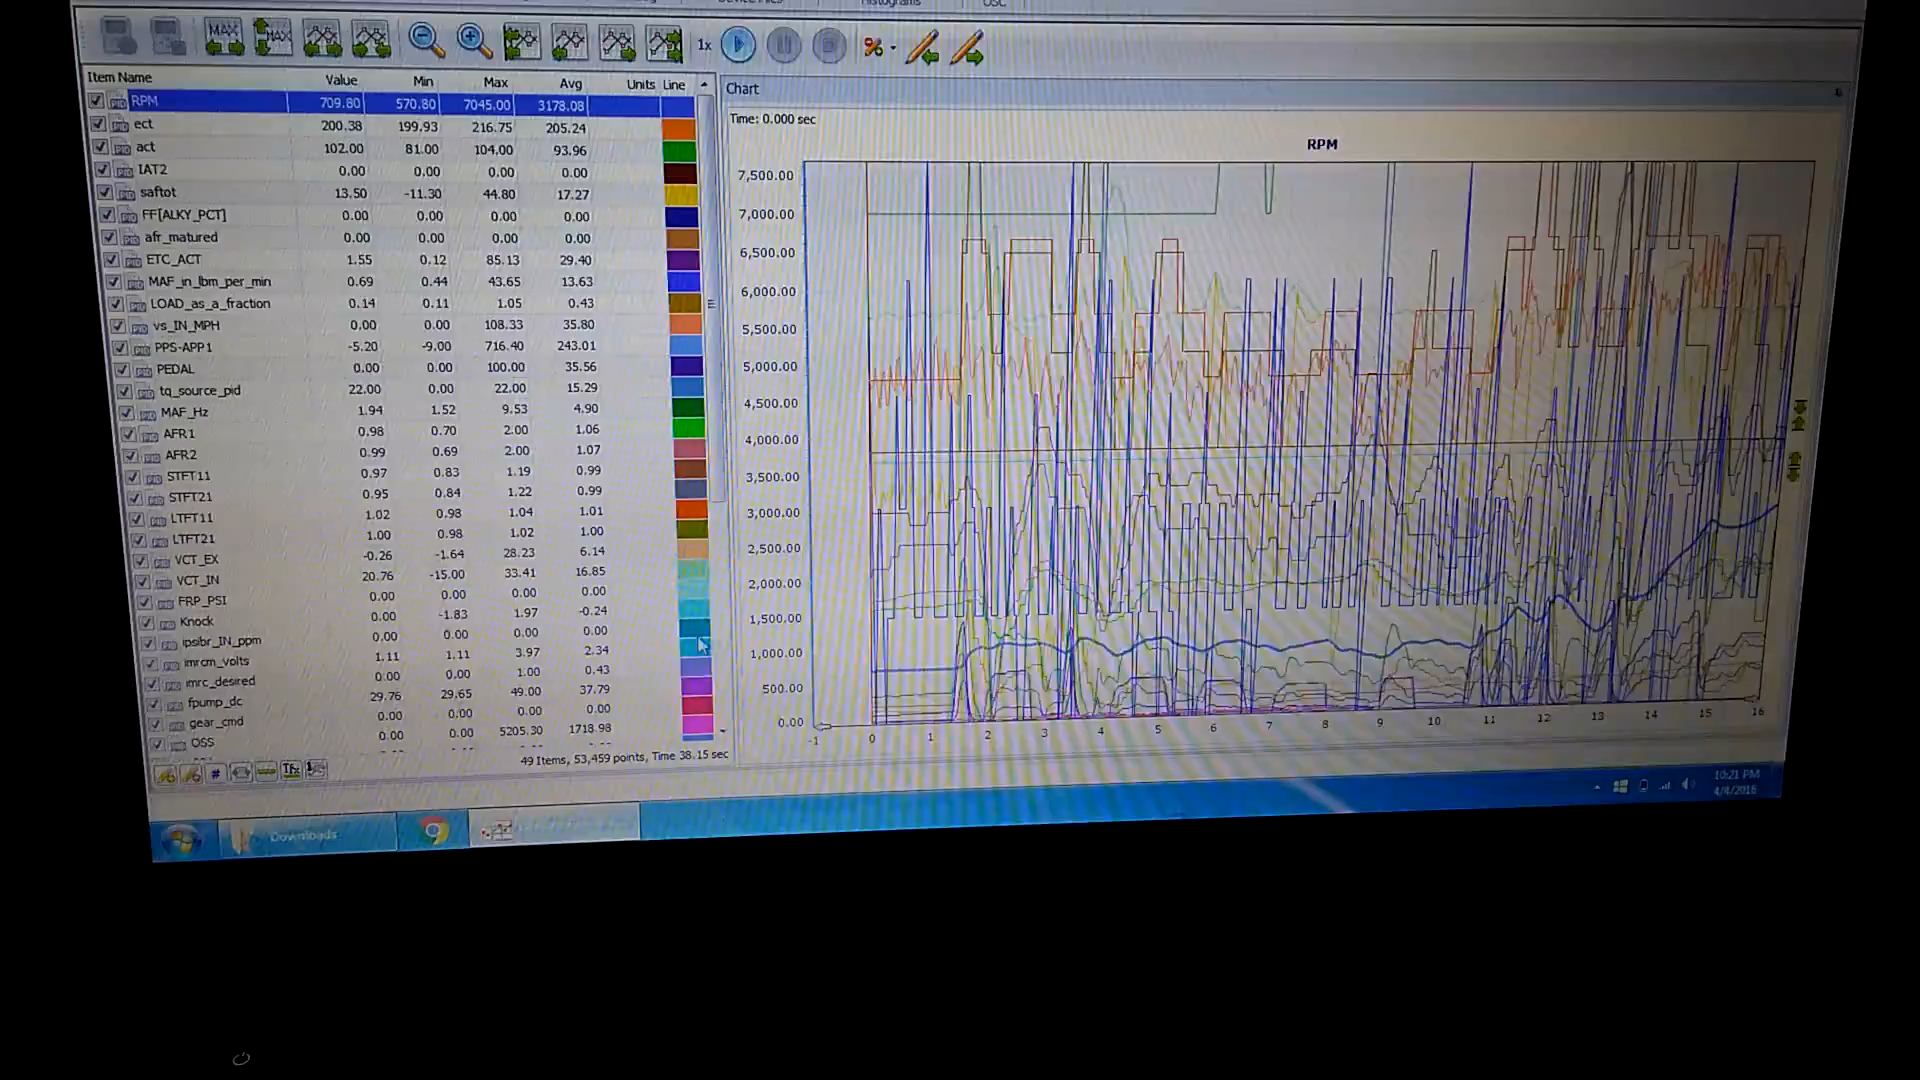 Histograms OSC
MAX MAX 1x
Item Name Value Min Max Avg Units Line
RPM 709.80 570.80 7045.00 3178.08
ect 200.38 199.93 216.75 205.24
act 102.00 81.00 104.00 93.96
IAT2 0.00 0.00 0.00 0.00
saftot 13.50 -11.30 44.80 17.27
FF[ALKY_PCT] 0.00 0.00 0.00 0.00
afr_matured 0.00 0.00 0.00 0.00
ETC_ACT 1.55 0.12 85.13 29.40
MAF_in_lbm_per_min 0.69 0.44 43.65 13.63
LOAD_as_a_fraction 0.14 0.11 1.05 0.43
vs_IN_MPH 0.00 0.00 108.33 35.80
PPS-APP1 -5.20 -9.00 716.40 243.01
PEDAL 0.00 0.00 100.00 35.56
tq_source_pid 22.00 0.00 22.00 15.29
MAF_Hz 1.94 1.52 9.53 4.90
AFR1 0.98 0.70 2.00 1.06
AFR2 0.99 0.69 2.00 1.07
STFT11 0.97 0.83 1.19 0.99
STFT21 0.95 0.84 1.22 0.99
LTFT11 1.02 0.98 1.04 1.01
LTFT21 1.00 0.98 1.02 1.00
VCT_EX -0.26 -1.64 28.23 6.14
VCT_IN 20.76 -15.00 33.41 16.85
FRP_PSI 0.00 0.00 0.00 0.00
Knock 0.00 -1.83 1.97 -0.24
ipsibr_IN_ppm 0.00 0.00 0.00 0.00
imrcm_volts 1.11 1.11 3.97 2.34
imrc_desired 0.00 0.00 1.00 0.43
fpump_dc 29.76 29.65 49.00 37.79
gear_cmd 0.00 0.00 0.00 0.00
OSS 0.00 0.00 5205.30 1718.98
49 Items, 53,459 points, Time 38.15 sec
Chart
Time: 0.000 sec
RPM
7,500.00
7,000.00
6,500.00
6,000.00
5,500.00
5,000.00
4,500.00
4,000.00
3,500.00
3,000.00
2,500.00
2,000.00
1,500.00
1,000.00
500.00
0.00
-1 0 1 2 3 4 5 6 7 8 9 10 11 12 13 14 15 16
Downloads
10:21 PM
4/4/2016